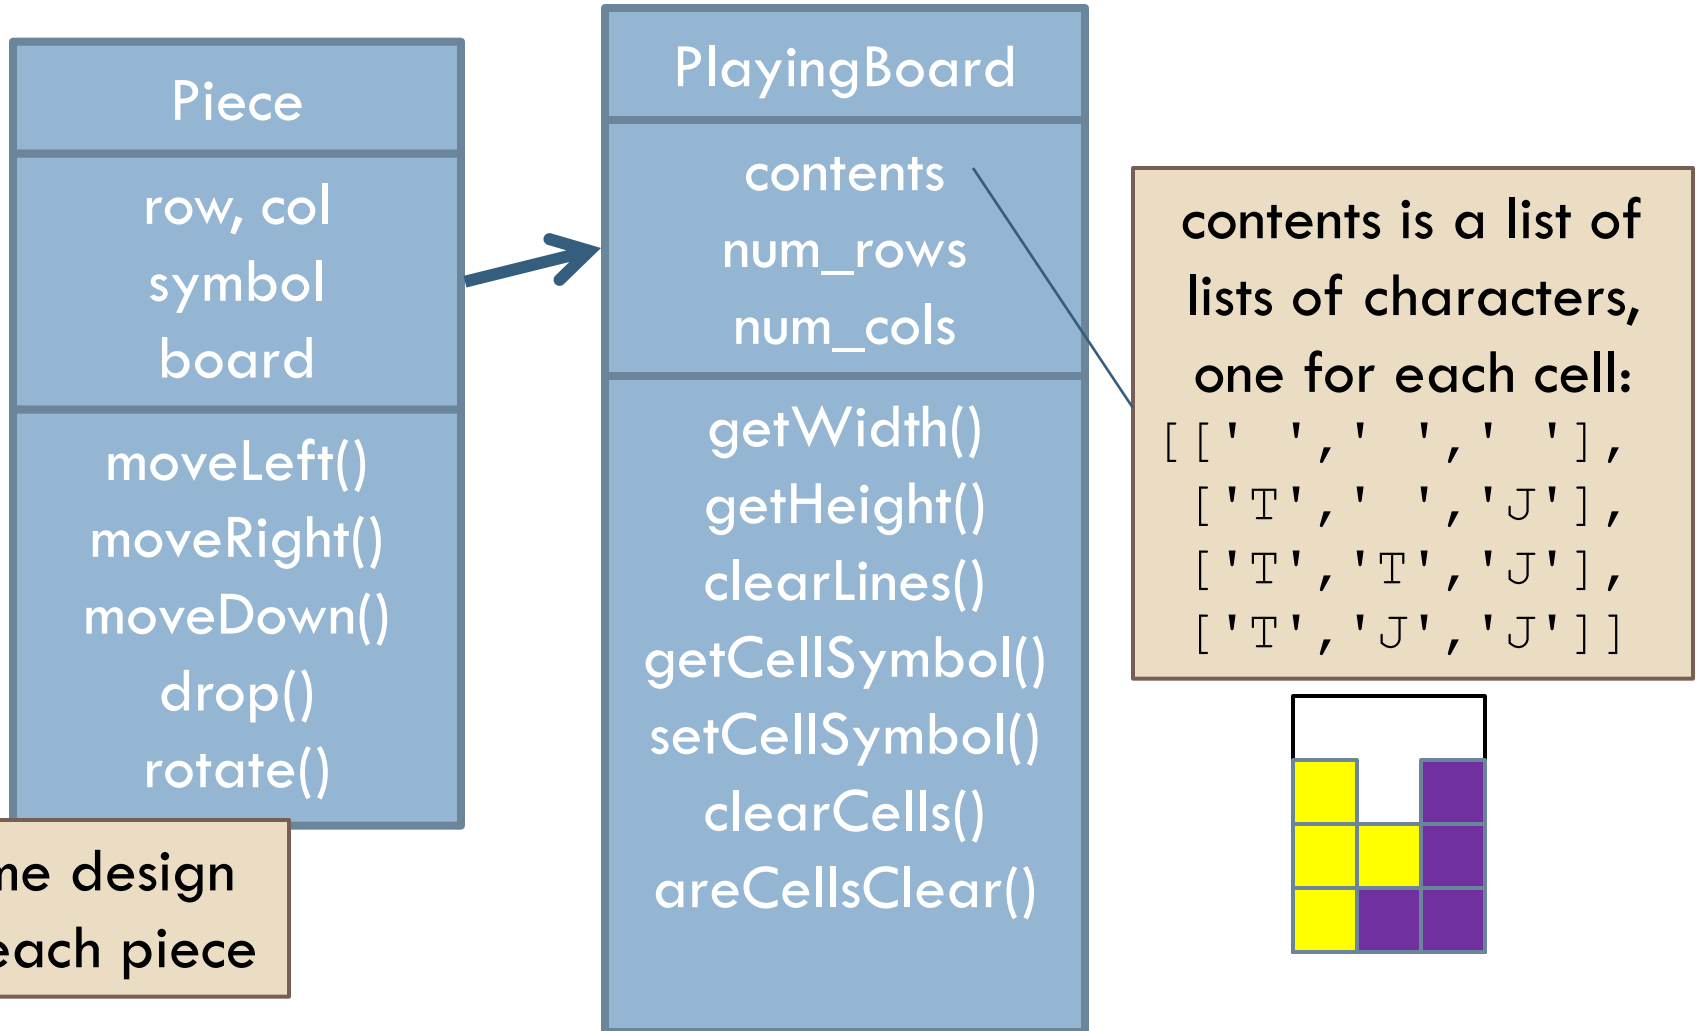 Piece
row, col
symbol
board
moveLeft()
moveRight()
moveDown()
drop()
rotate()
design
each piece
PlayingBoard
contents
num_rows
num_cols
getWidth()
getHeight()
clearLines()
getCellSymbol()
setCellSymbol()
clearCells()
areCellsClear()
contents is a list of
lists of characters,
one for each cell:
[[' ',' ',' '],
['T',' ','J'],
['T','T','J'],
['T','J','J']]